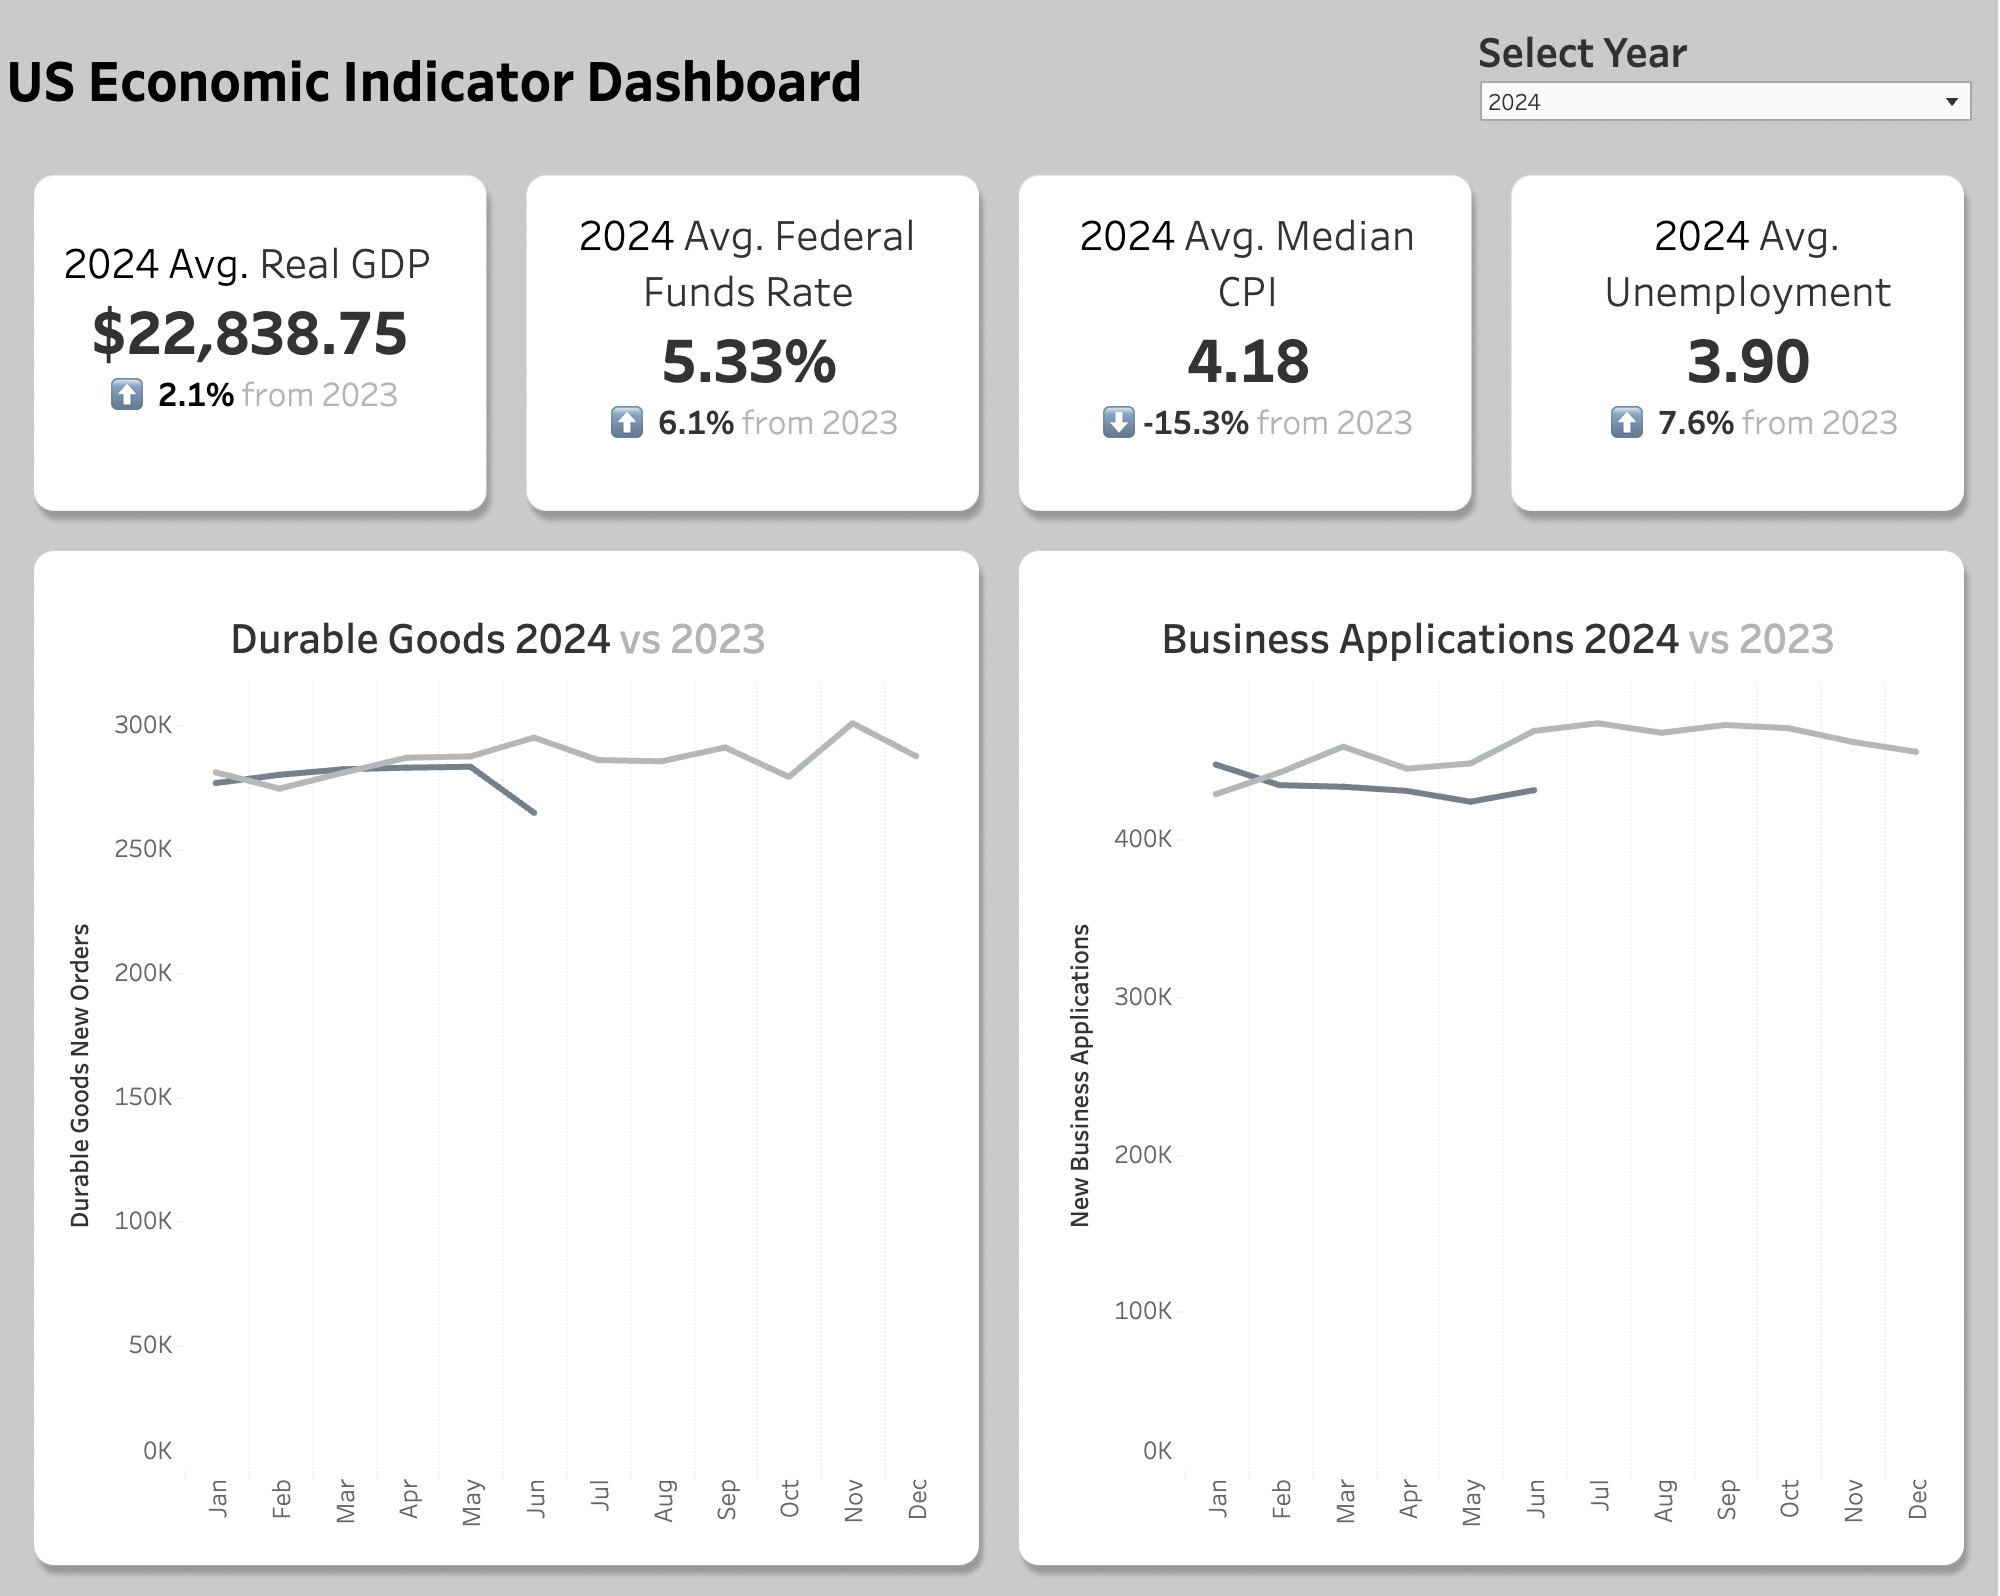 US Economic Indicator Dashboard
Select Year
2024
2024 Avg. Real GDP
$22,838.75
2.1% from 2023
2024 Avg. Federal
Funds Rate
5.33%
6.1% from 2023
2024 Avg. Median
CPI
4.18
-15.3% from 2023
2024 Avg.
Unemployment
3.90
7.6% from 2023
Durable Goods 2024 vs 2023
Durable Goods New Orders
300K
250K
200K
150K
100K
50K
0K
Jan
Feb
Mar
Apr
May
Jun
Jul
Aug
Sep
Oct
Nov
Dec
Business Applications 2024 vs 2023
New Business Applications
400K
300K
200K
100K
0K
Jan
Feb
Mar
Apr
May
Jun
Jul
Aug
Sep
Oct
Nov
Dec